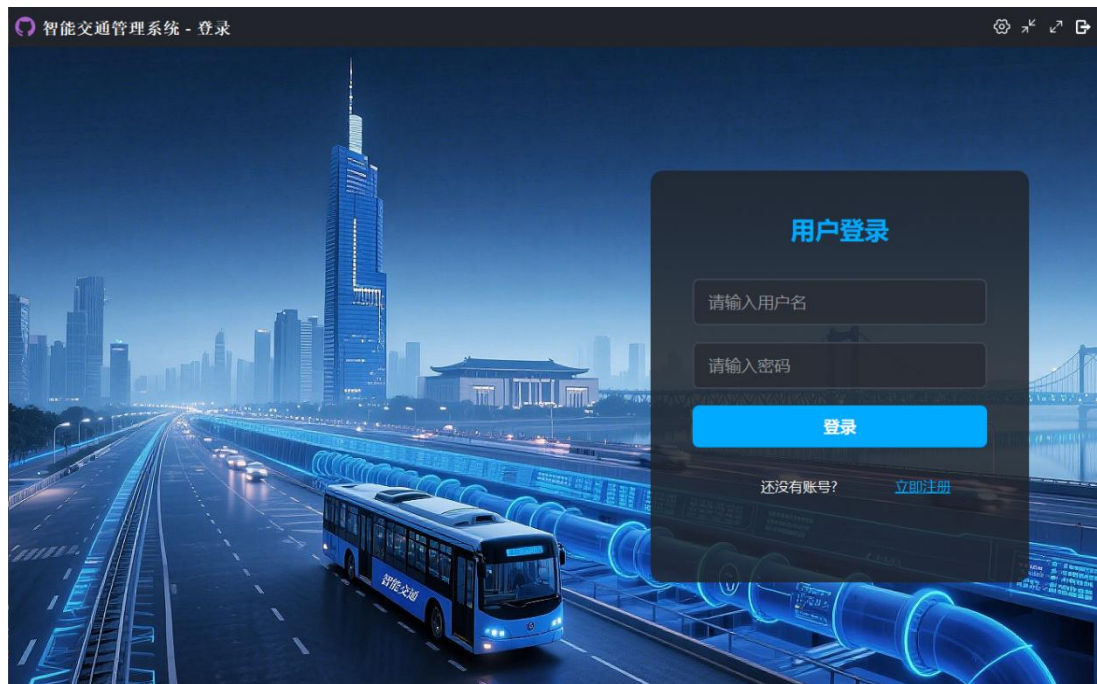 智能交通管理系统 - 登录
用户登录
请输入用户名
请输入密码
登录
还没有账号? 立即注册
智能交通